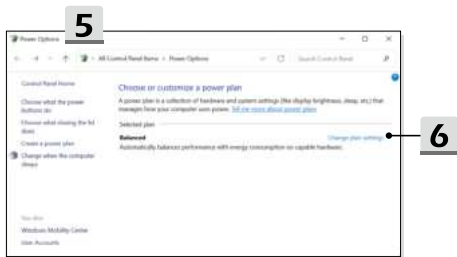 5
Power Options
All Control Panel Items > Power Options
Search Control Panel
Control Panel Home
Choose what the power
buttons do
Choose what closing the lid
does
Create a power plan
Change when the computer
sleeps
See also
Windows Mobility Center
User Accounts
Choose or customize a power plan
A power plan is a collection of hardware and system settings (like display brightness, sleep, etc.) that
manages how your computer uses power. Tell me more about power plans
Selected plan
Balanced
Change plan settings
Automatically balances performance with energy consumption on capable hardware.
6